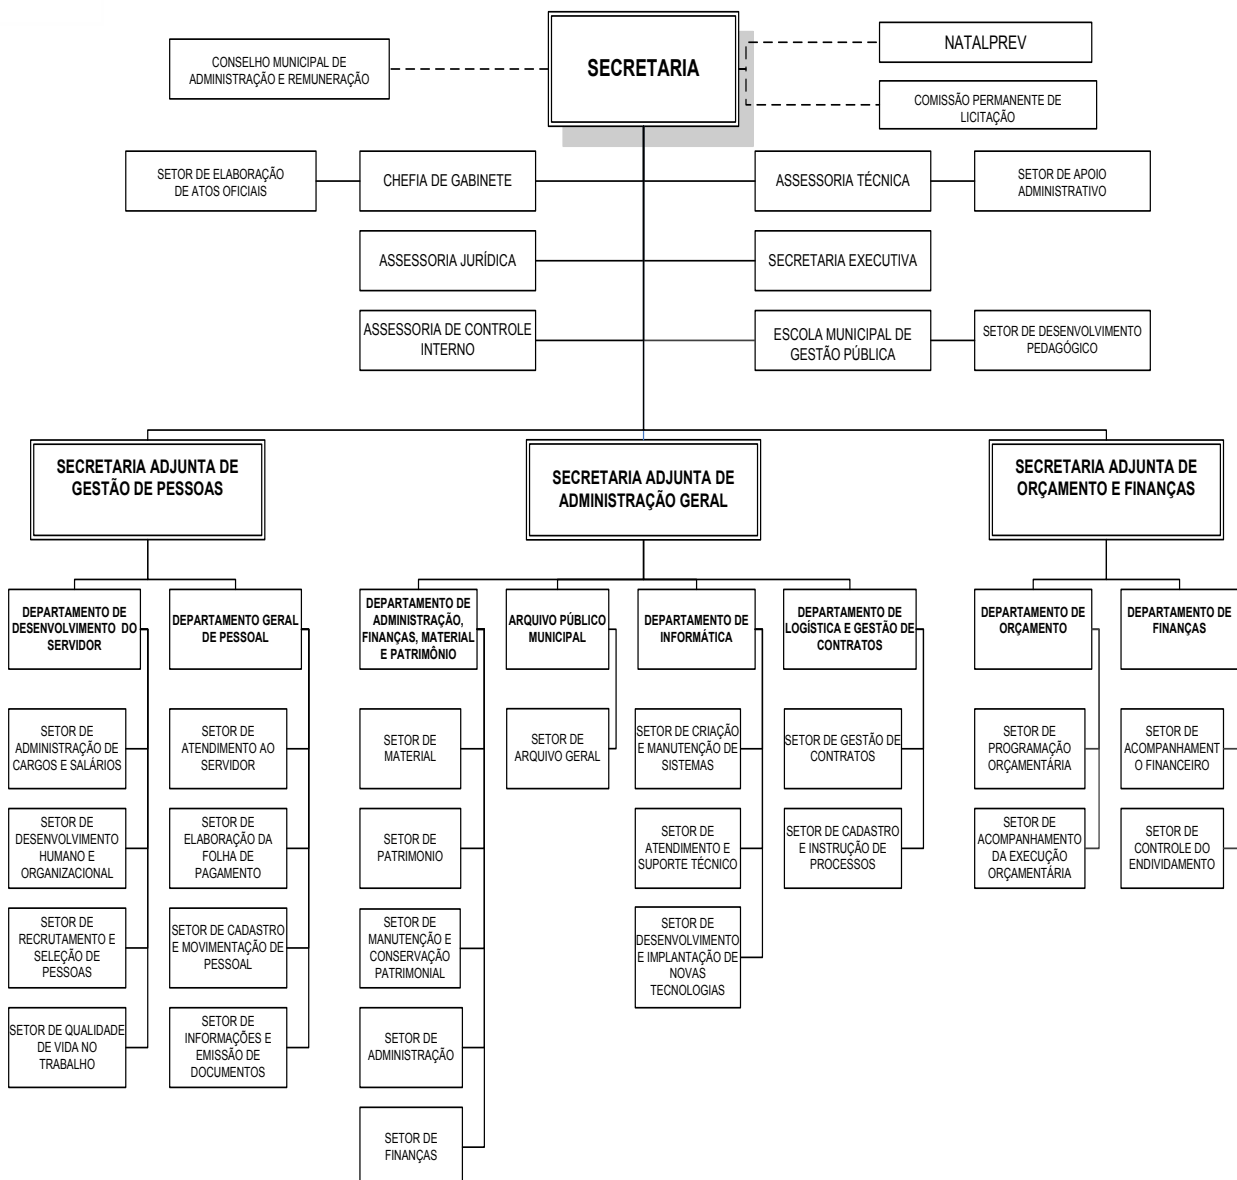 CONSELHO MUNICIPAL DE
ADMINISTRAÇÃO E REMUNERAÇÃO
SECRETARIA
NATALPREV
COMISSÃO PERMANENTE DE
LICITAÇÃO
SETOR DE ELABORAÇÃO
DE ATOS OFICIAIS
CHEFIA DE GABINETE
ASSESSORIA TÉCNICA
SETOR DE APOIO
ADMINISTRATIVO
ASSESSORIA JURÍDICA
SECRETARIA EXECUTIVA
ASSESSORIA DE CONTROLE
INTERNO
ESCOLA MUNICIPAL DE
GESTÃO PÚBLICA
SETOR DE DESENVOLVIMENTO
PEDAGÓGICO
SECRETARIA ADJUNTA DE
GESTÃO DE PESSOAS
SECRETARIA ADJUNTA DE
ADMINISTRAÇÃO GERAL
SECRETARIA ADJUNTA DE
ORÇAMENTO E FINANÇAS
DEPARTAMENTO DE
DESENVOLVIMENTO DO
SERVIDOR
DEPARTAMENTO GERAL
DE PESSOAL
DEPARTAMENTO DE
ADMINISTRAÇÃO,
FINANÇAS, MATERIAL
E PATRIMÔNIO
ARQUIVO PÚBLICO
MUNICIPAL
DEPARTAMENTO
DE INFORMÁTICA
DEPARTAMENTO DE
LOGÍSTICA E GESTÃO DE
CONTRATOS
DEPARTAMENTO DE
ORÇAMENTO
DEPARTAMENTO DE
FINANÇAS
SETOR DE
ADMINISTRAÇÃO DE
CARGOS E SALÁRIOS
SETOR DE
ATENDIMENTO AO
SERVIDOR
SETOR DE
MATERIAL
SETOR DE
ARQUIVO GERAL
SETOR DE CRIAÇÃO
E MANUTENÇÃO DE
SISTEMAS
SETOR DE GESTÃO DE
CONTRATOS
SETOR DE
PROGRAMAÇÃO
ORÇAMENTÁRIA
SETOR DE
ACOMPANHAMENT
O FINANCEIRO
SETOR DE
DESENVOLVIMENTO
HUMANO E
ORGANIZACIONAL
SETOR DE
ELABORAÇÃO DA
FOLHA DE
PAGAMENTO
SETOR DE
PATRIMONIO
SETOR DE
ATENDIMENTO E
SUPORTE TÉCNICO
SETOR DE CADASTRO
E INSTRUÇÃO DE
PROCESSOS
SETOR DE
ACOMPANHAMENTO
DA EXECUÇÃO
ORÇAMENTÁRIA
SETOR DE
CONTROLE DO
ENDIVIDAMENTO
SETOR DE
RECRUTAMENTO E
SELEÇÃO DE
PESSOAS
SETOR DE CADASTRO
E MOVIMENTAÇÃO DE
PESSOAL
SETOR DE
MANUTENÇÃO E
CONSERVAÇÃO
PATRIMONIAL
SETOR DE
DESENVOLVIMENTO
E IMPLANTAÇÃO DE
NOVAS
TECNOLOGIAS
SETOR DE QUALIDADE
DE VIDA NO
TRABALHO
SETOR DE
INFORMAÇÕES E
EMISSÃO DE
DOCUMENTOS
SETOR DE
ADMINISTRAÇÃO
SETOR DE
FINANÇAS